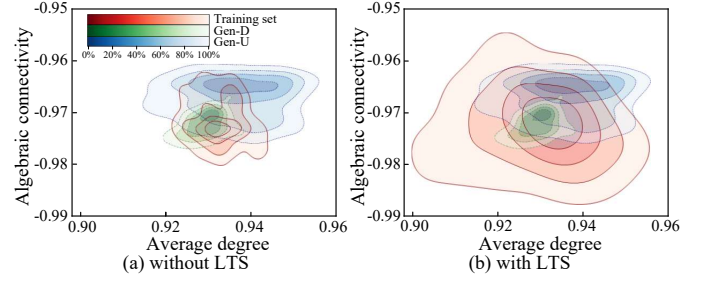 -0.95
-0.96
-0.97
-0.98
-0.99
Algebraic connectivity
Training set
Gen-D
Gen-U
0% 20% 40% 60% 80% 100%
0.90 0.92 0.94 0.96
Average degree
(a) without LTS
-0.95
-0.96
-0.97
-0.98
-0.99
Algebraic connectivity
0.90 0.92 0.94 0.96
Average degree
(b) with LTS